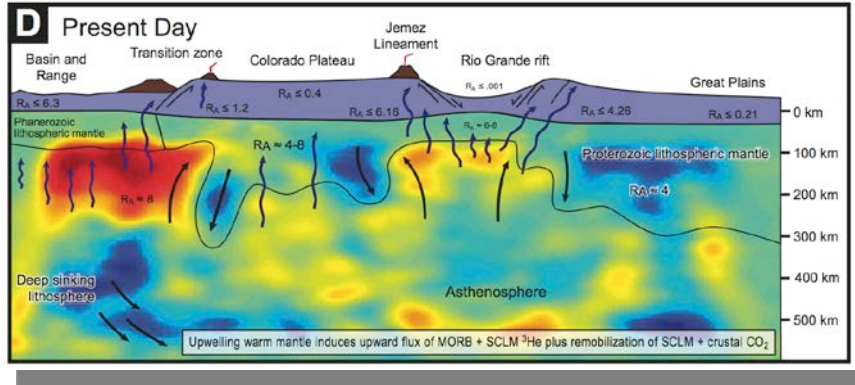 D Present Day
Jemez
Lineament
Transition zone
Colorado Plateau
Rio Grande rift
Basin and
Range
Great Plains
RA ≤ 6.3
RA ≤ 1.2
RA ≤ 0.4
RA ≤ 6.16
RA ≤ .061
RA ≤ 4.26
RA ≤ 0.21
0 km
Phanerozoic
lithospheric mantle
RA ≈ 4-8
Proterozoic lithospheric mantle
100 km
RA ≈ 8
RA ≈ 4
200 km
300 km
Deep sinking
lithosphere
Asthenosphere
400 km
500 km
Upwelling warm mantle induces upward flux of MORB + SCLM ³He plus remobilization of SCLM + crustal CO₂